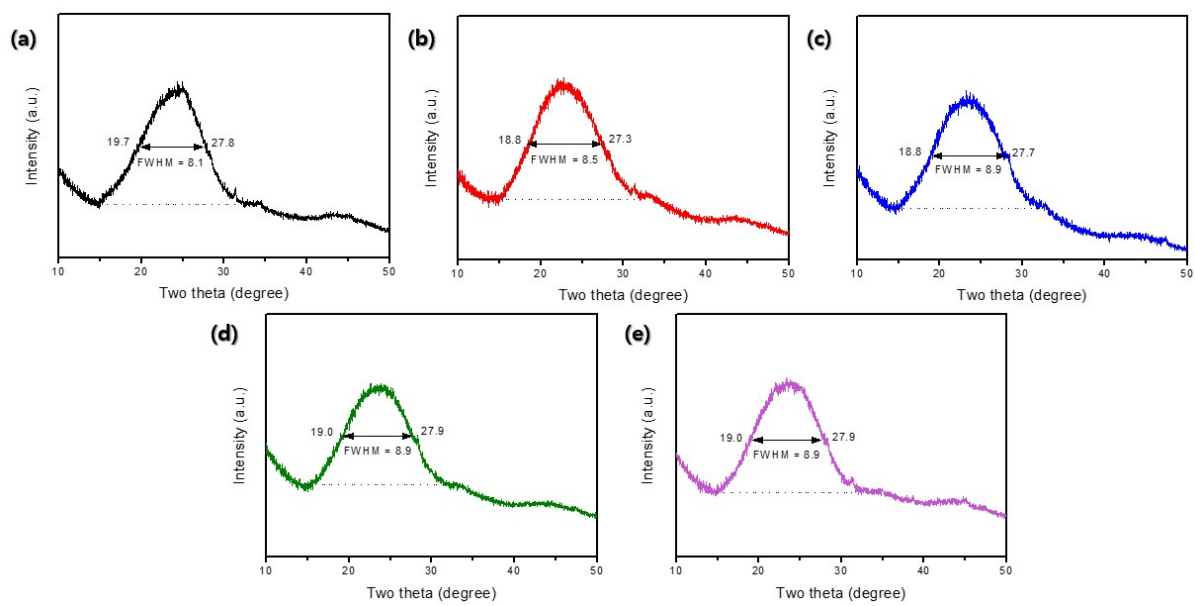 (a)
Intensity (a.u.)
19.7
27.8
FWHM = 8.1
10 20 30 40 50
Two theta (degree)
(b)
Intensity (a.u.)
18.8
27.3
FWHM = 8.5
10 20 30 40 50
Two theta (degree)
(c)
Intensity (a.u.)
18.8
27.7
FWHM = 8.9
10 20 30 40 50
Two theta (degree)
(d)
Intensity (a.u.)
19.0
27.9
FWHM = 8.9
10 20 30 40 50
Two theta (degree)
(e)
Intensity (a.u.)
19.0
27.9
FWHM = 8.9
10 20 30 40 50
Two theta (degree)